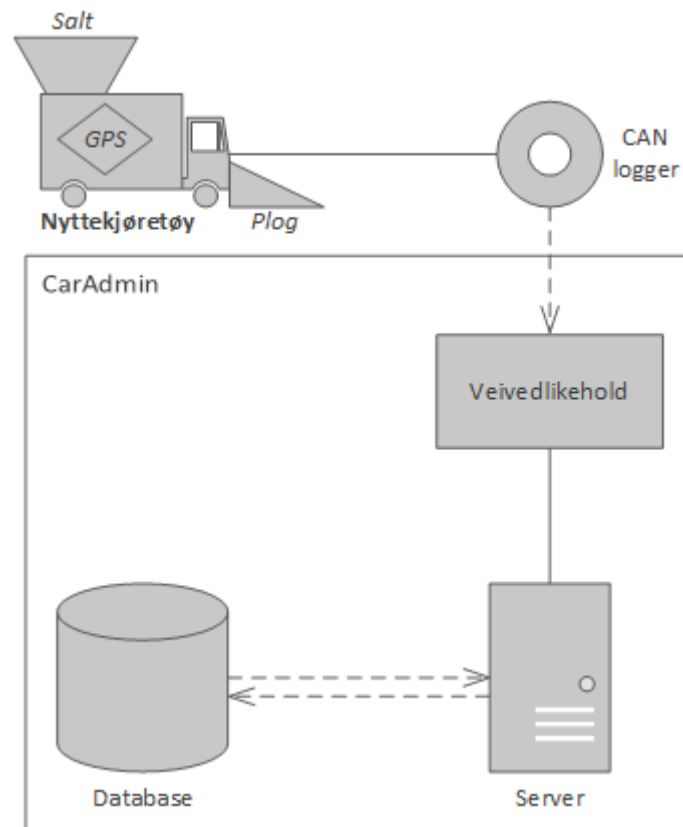 Salt
GPS
Nyttekjøretøy
Plog
CAN
logger
CarAdmin
Veivedlikehold
Database
Server